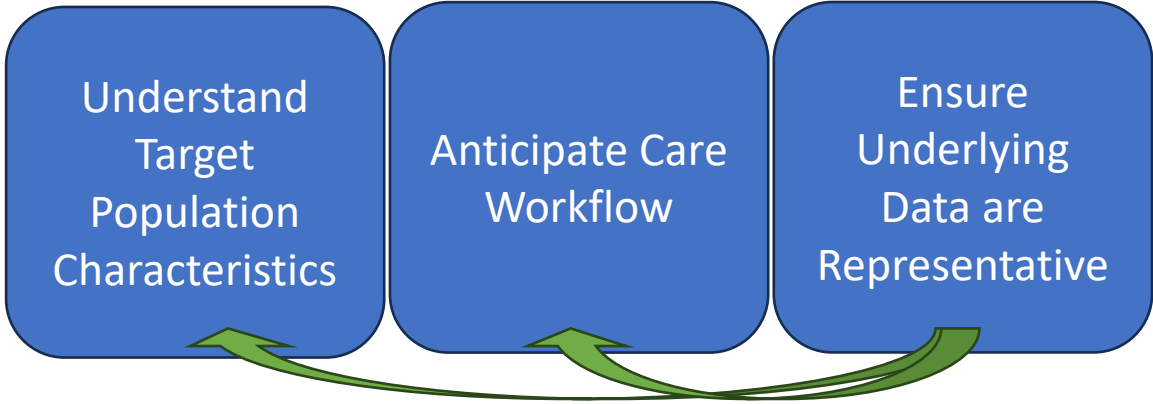 Understand
Target
Population
Characteristics
Anticipate Care
Workflow
Ensure
Underlying
Data are
Representative